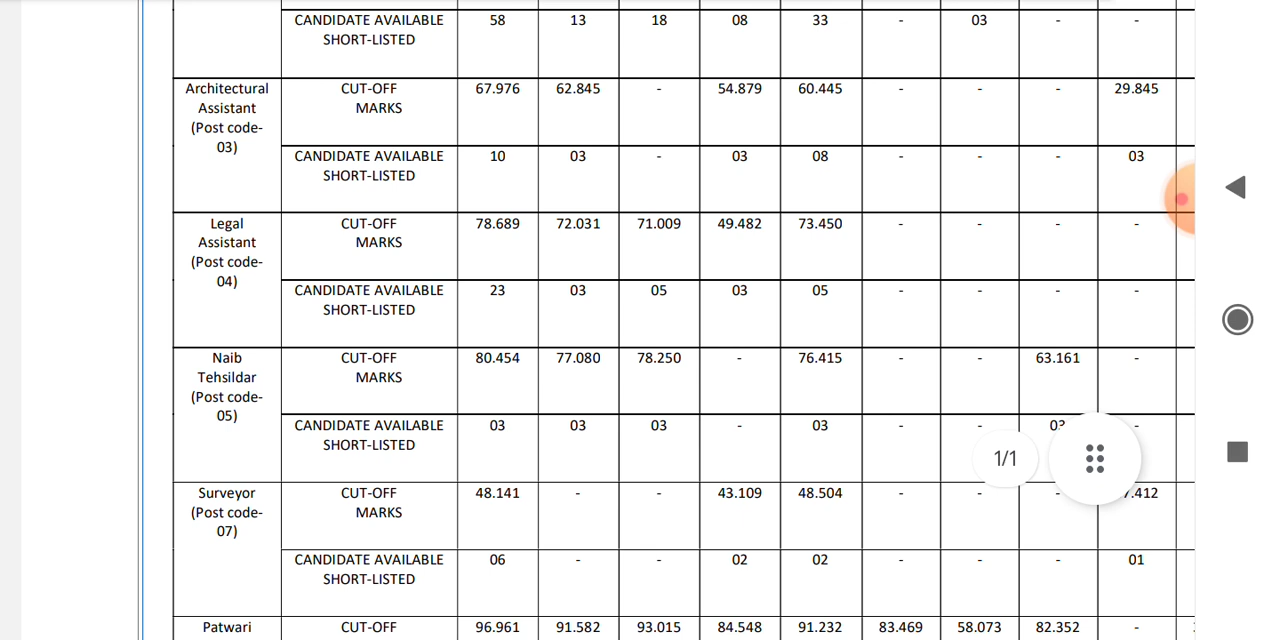 CANDIDATE AVAILABLE 58 13 18 08 33 - 03 - -
SHORT-LISTED
Architectural CUT-OFF 67.976 62.845 - 54.879 60.445 - - - 29.845
Assistant MARKS
(Post code-
03)
CANDIDATE AVAILABLE 10 03 - 03 08 - - - 03
SHORT-LISTED
Legal CUT-OFF 78.689 72.031 71.009 49.482 73.450 - - - -
Assistant MARKS
(Post code-
04)
CANDIDATE AVAILABLE 23 03 05 03 05 - - - -
SHORT-LISTED
Naib CUT-OFF 80.454 77.080 78.250 - 76.415 - - 63.161 -
Tehsildar MARKS
(Post code-
05)
CANDIDATE AVAILABLE 03 03 03 - 03 - - 03 -
SHORT-LISTED
1/1
Surveyor CUT-OFF 48.141 - - 43.109 48.504 - - - .412
(Post code- MARKS
07)
CANDIDATE AVAILABLE 06 - - 02 02 - - - 01
SHORT-LISTED
Patwari CUT-OFF 96.961 91.582 93.015 84.548 91.232 83.469 58.073 82.352 -